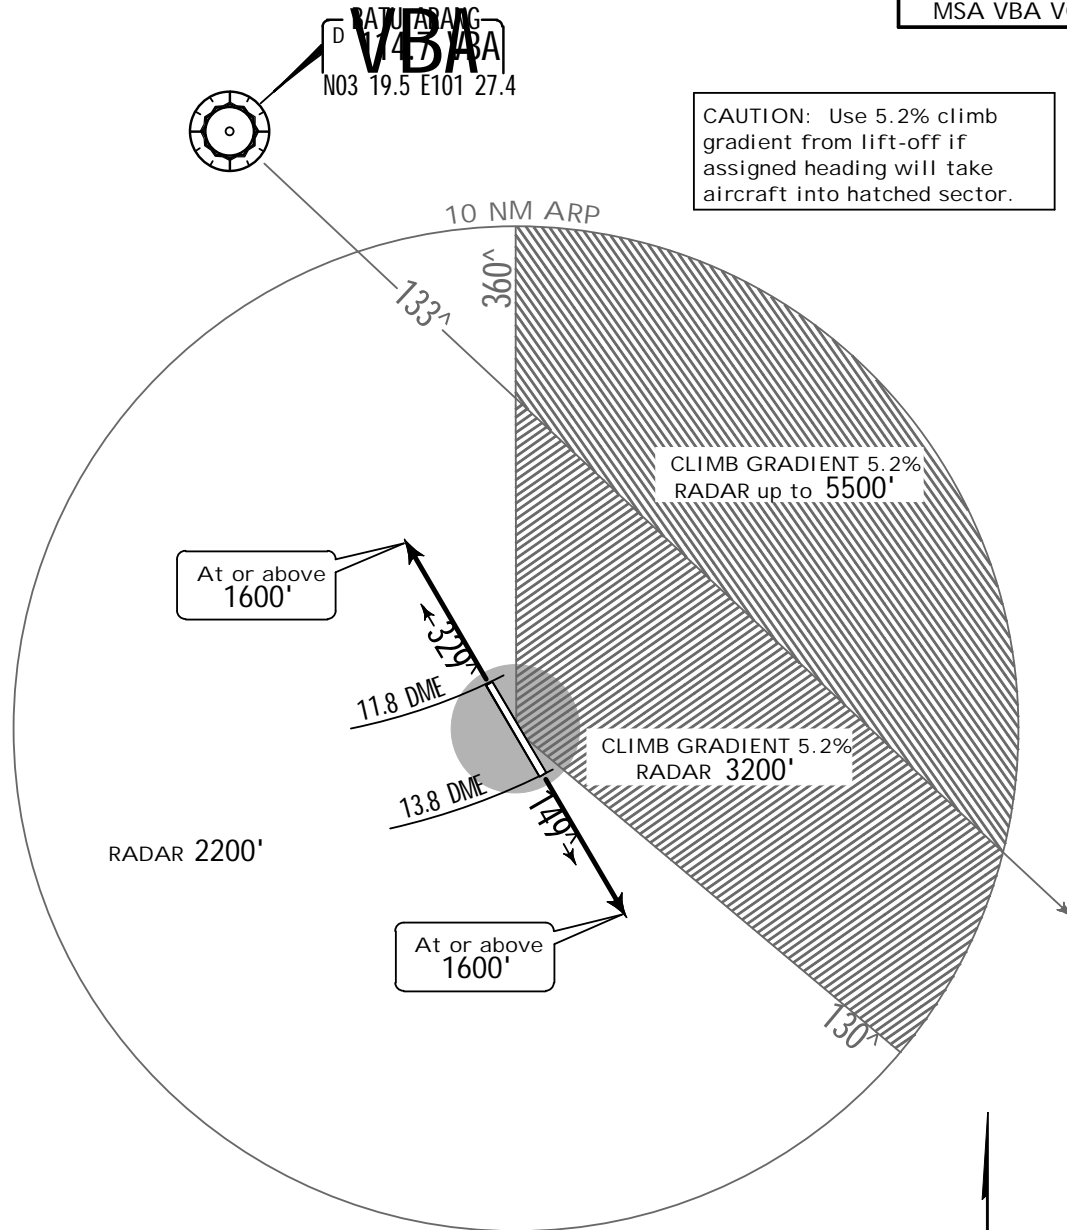 MSA VBA
BATU ARANG
VBA
D 114.7 VBA
N03 19.5 E101 27.4
CAUTION: Use 5.2% climb
gradient from lift-off if
assigned heading will take
aircraft into hatched sector.
10 NM ARP
360^
133^
CLIMB GRADIENT 5.2%
RADAR up to 5500'
At or above
1600'
329^
11.8 DME
CLIMB GRADIENT 5.2%
RADAR 3200'
13.8 DME
149^
RADAR 2200'
At or above
1600'
130^